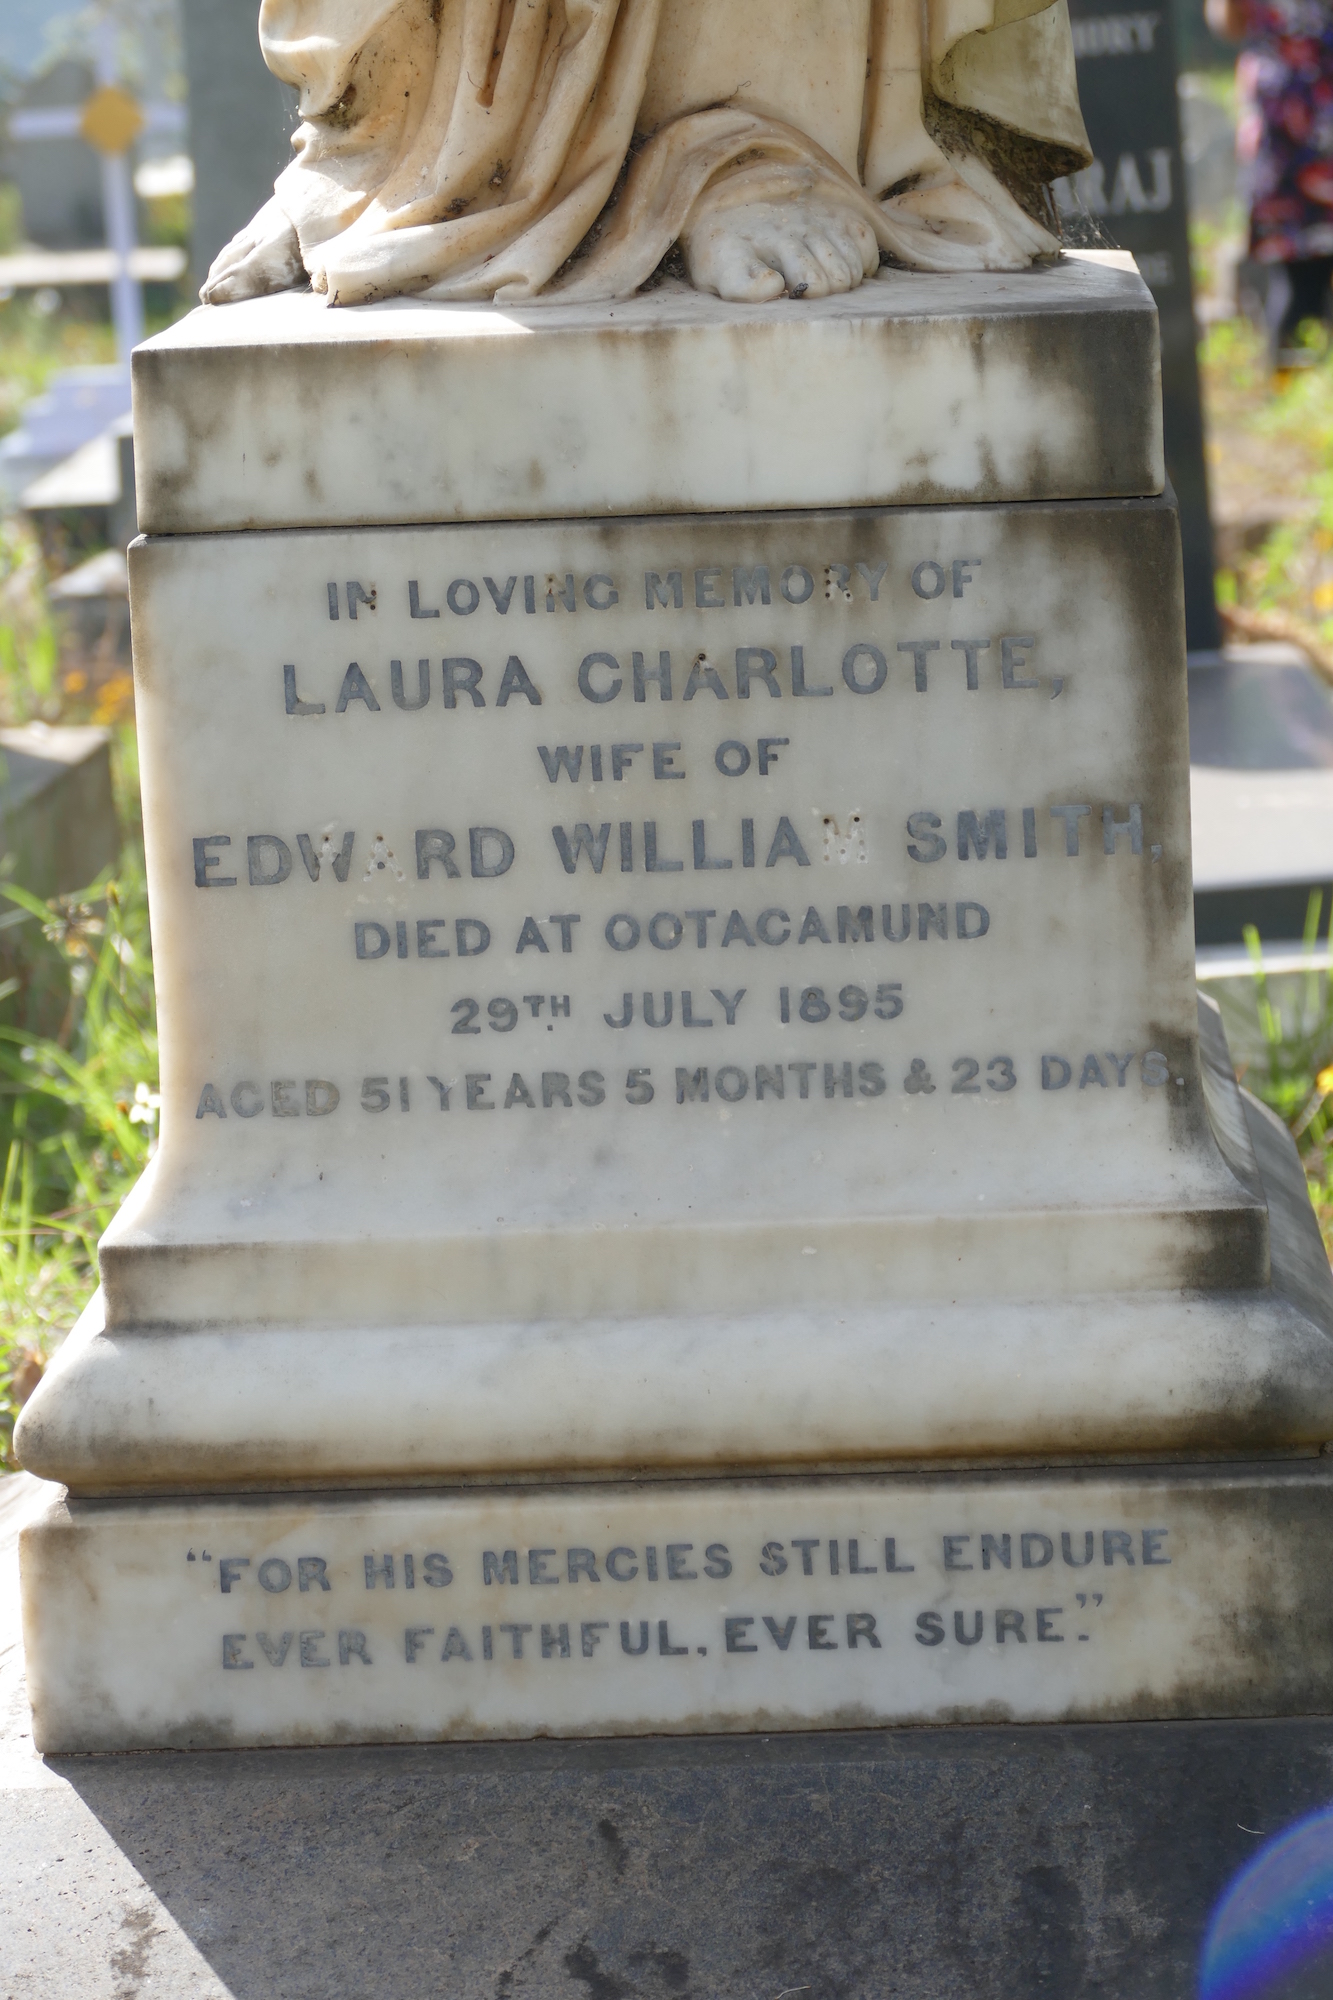 IN LOVING MEMORY OF
LAURA CHARLOTTE,
WIFE OF
EDWARD WILLIAM SMITH,
DIED AT OOTACAMUND
29TH JULY 1895
AGED 51 YEARS 5 MONTHS & 23 DAYS.
"FOR HIS MERCIES STILL ENDURE
EVER FAITHFUL, EVER SURE."